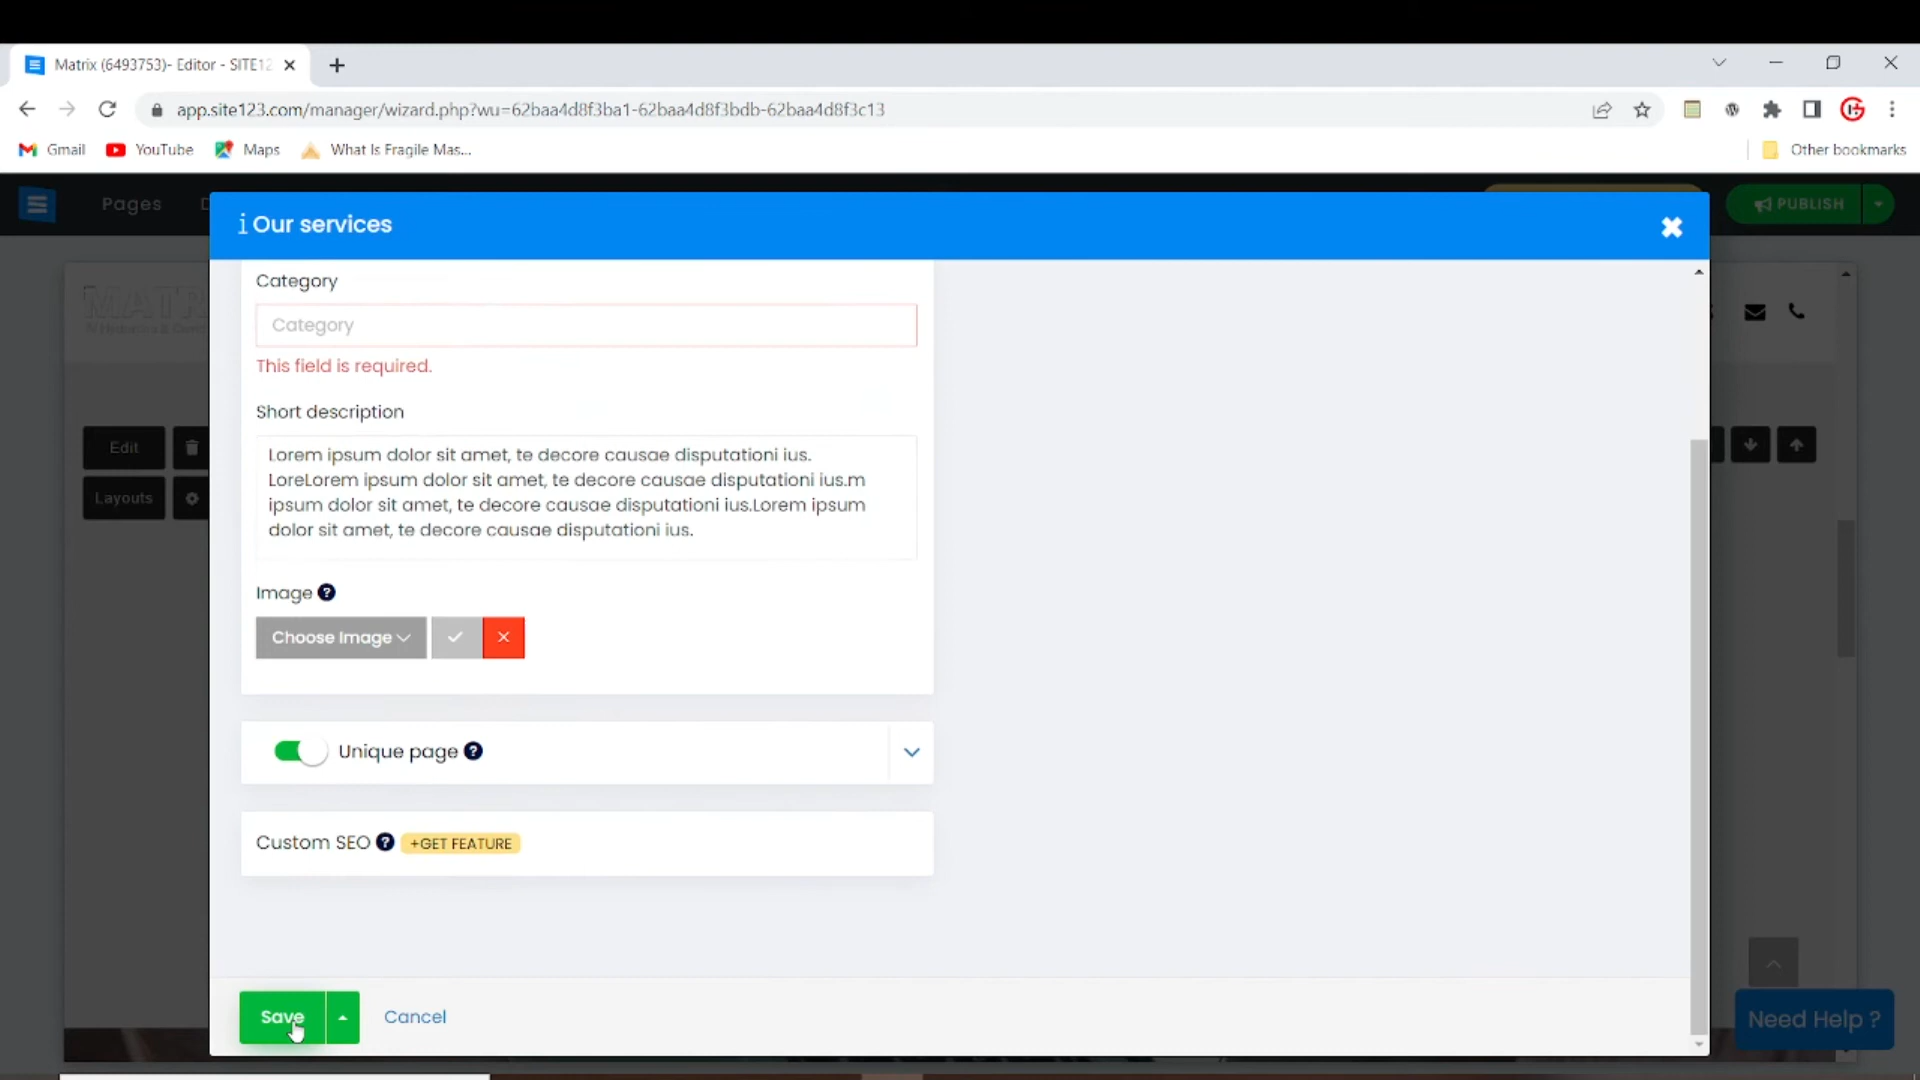 Matrix (6493753)- Editor - SITE12
app.site123.com/manager/wizard.php?wu=62baa4d8f3ba1-62baa4d8f3bdb-62baa4d8f3c13
Gmail YouTube Maps What Is Fragile Mas... Other bookmarks
Pages D PUBLISH
i Our services
MATR
Category
Category
This field is required.
Short description
Edit
Layouts
Lorem ipsum dolor sit amet, te decore causae disputationi ius.
LoreLorem ipsum dolor sit amet, te decore causae disputationi ius.m
ipsum dolor sit amet, te decore causae disputationi ius.Lorem ipsum
dolor sit amet, te decore causae disputationi ius.
Image ?
Choose Image
Unique page ?
Custom SEO ? +GET FEATURE
Save Cancel
Need Help ?